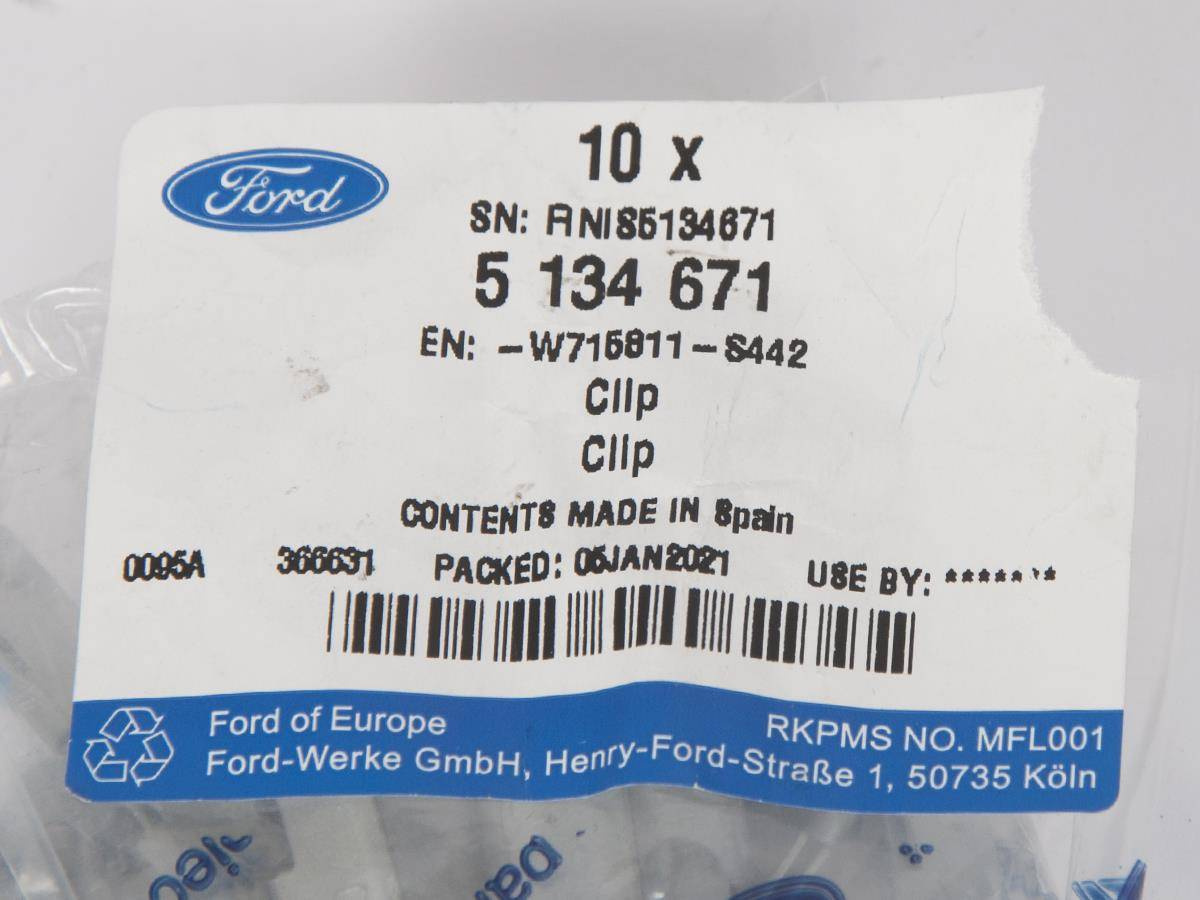 Ford
10 x
SN: RNIS5134671
5 134 671
EN: -W715811-S442
Clip
Clip
CONTENTS MADE IN Spain
0095A 366631 PACKED: 05JAN2021 USE BY: *******
Ford of Europe RKPMS NO. MFL001
Ford-Werke GmbH, Henry-Ford-Straße 1, 50735 Köln